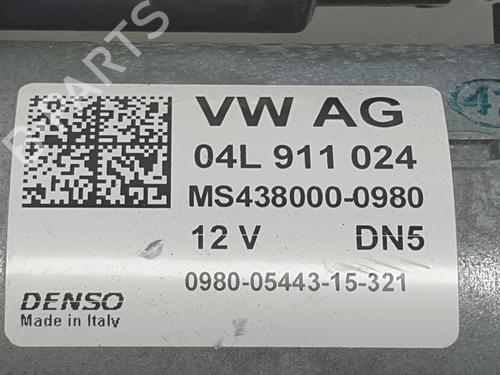 VW AG
04L 911 024
MS438000-0980
12 V DN5
0980-05443-15-321
DENSO
Made in Italy